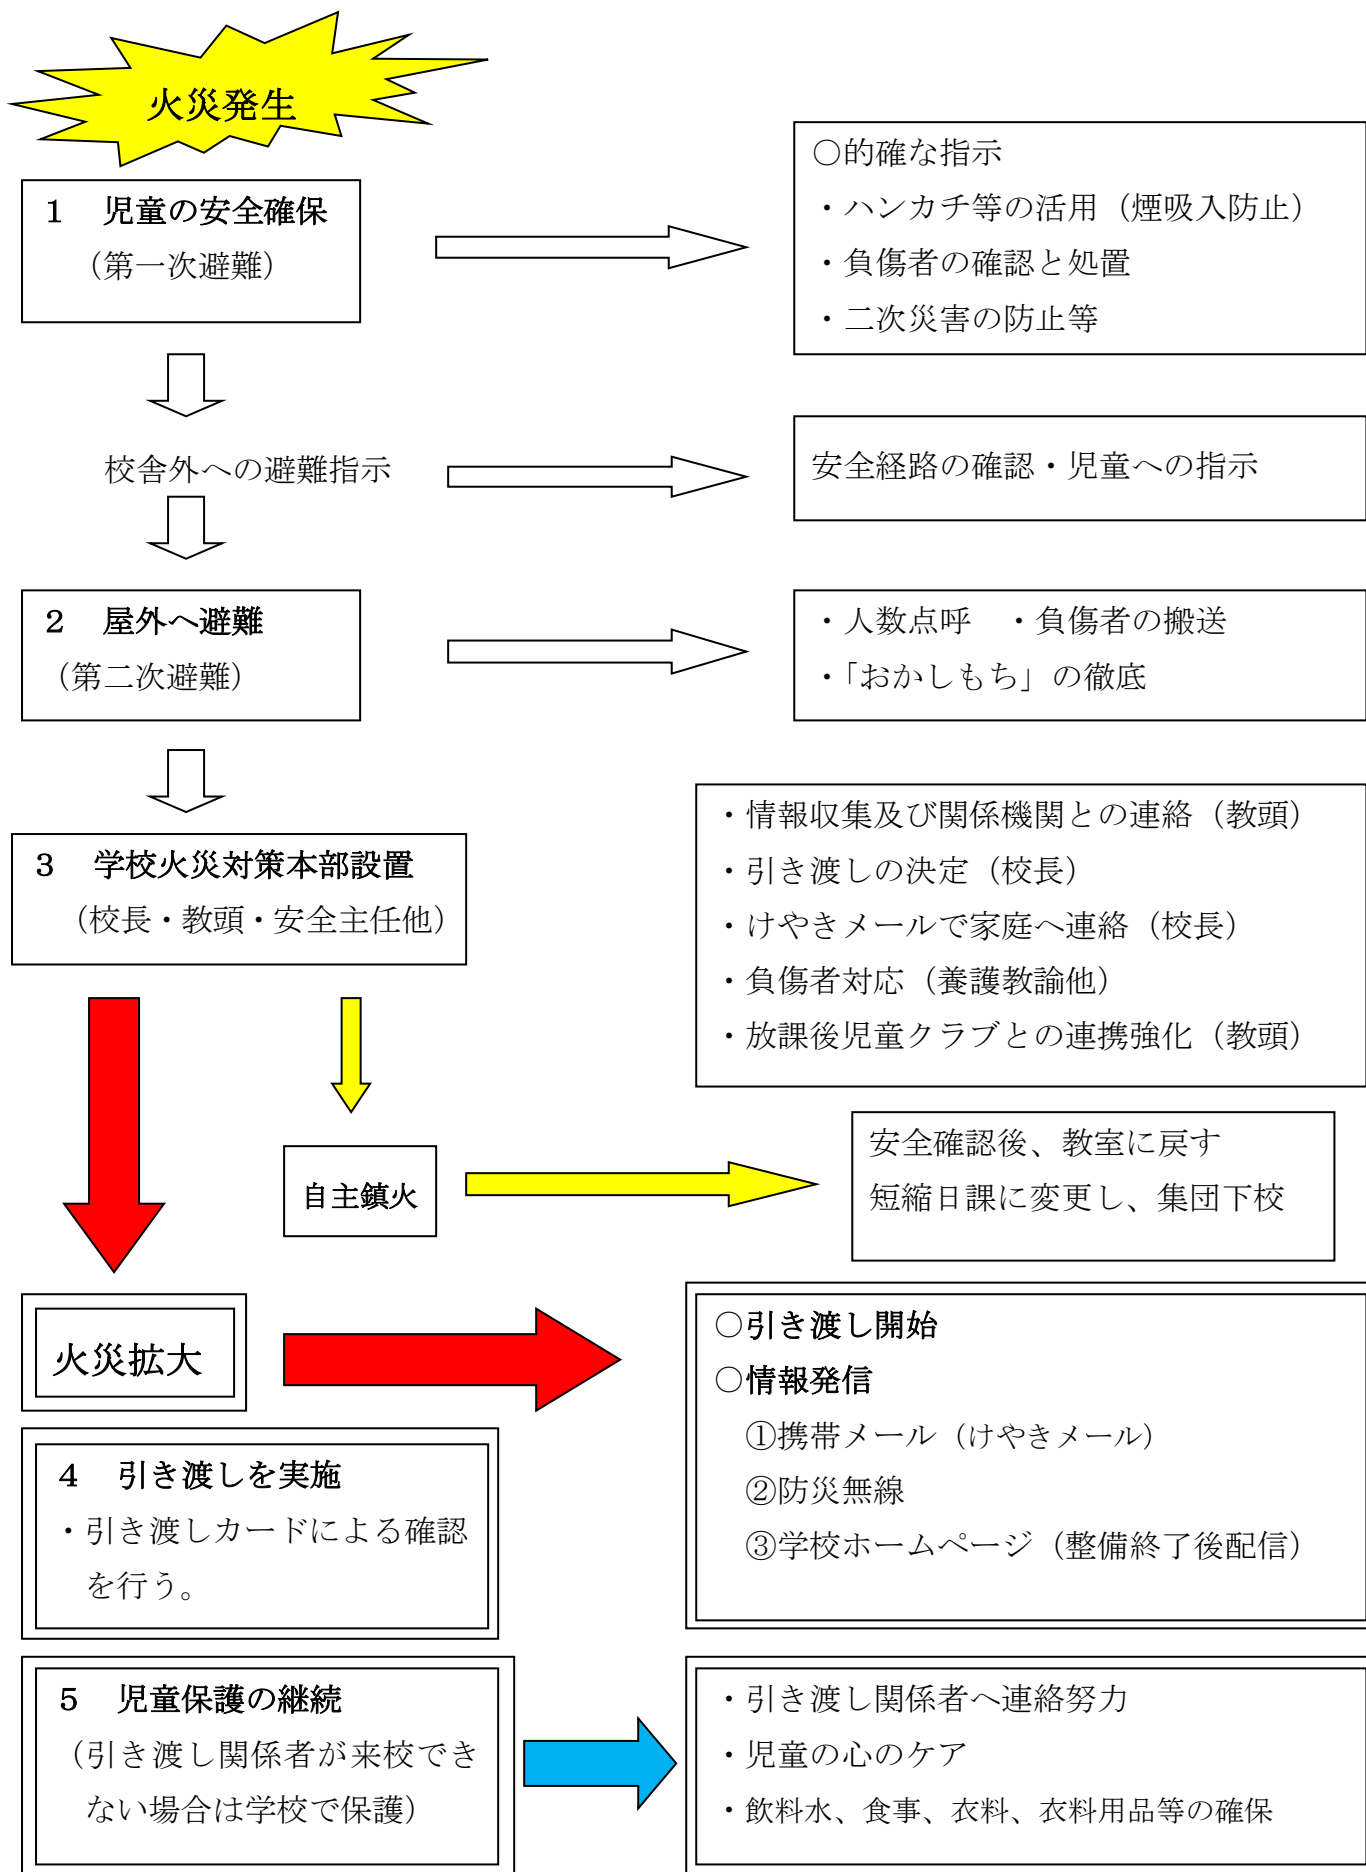 火災発生
1 児童の安全確保
（第一次避難）
○的確な指示
・ハンカチ等の活用（煙吸入防止）
・負傷者の確認と処置
・二次災害の防止等
校舎外への避難指示
安全経路の確認・児童への指示
2 屋外へ避難
（第二次避難）
・人数点呼 ・負傷者の搬送
・「おかしもち」の徹底
3 学校火災対策本部設置
（校長・教頭・安全主任他）
・情報収集及び関係機関との連絡（教頭）
・引き渡しの決定（校長）
・けやきメールで家庭へ連絡（校長）
・負傷者対応（養護教諭他）
・放課後児童クラブとの連携強化（教頭）
自主鎮火
安全確認後、教室に戻す
短縮日課に変更し、集団下校
火災拡大
○引き渡し開始
○情報発信
①携帯メール（けやきメール）
②防災無線
③学校ホームページ（整備終了後配信）
4 引き渡しを実施
・引き渡しカードによる確認
を行う。
5 児童保護の継続
（引き渡し関係者が来校でき
ない場合は学校で保護）
・引き渡し関係者へ連絡努力
・児童の心のケア
・飲料水、食事、衣料、衣料用品等の確保